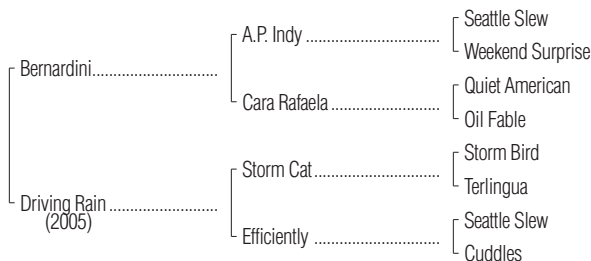 Seattle Slew
A.P. Indy ................................
Weekend Surprise
Bernardini..............................
Quiet American
Cara Rafaela ..........................
Oil Fable
Storm Bird
Storm Cat..............................
Terlingua
Driving Rain ..........................
(2005)
Seattle Slew
Efficiently ..............................
Cuddles